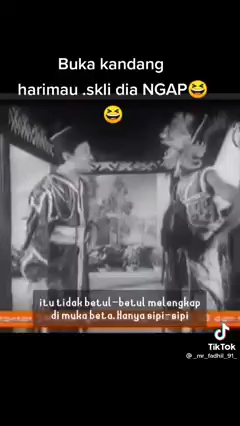 Buka kandang
harimau .skli dia NGAP😆
😆
itu tidak betul-betul melengkap
di muka beta. Hanya sipi-sipi
TikTok
@_mr_fadhil_91_